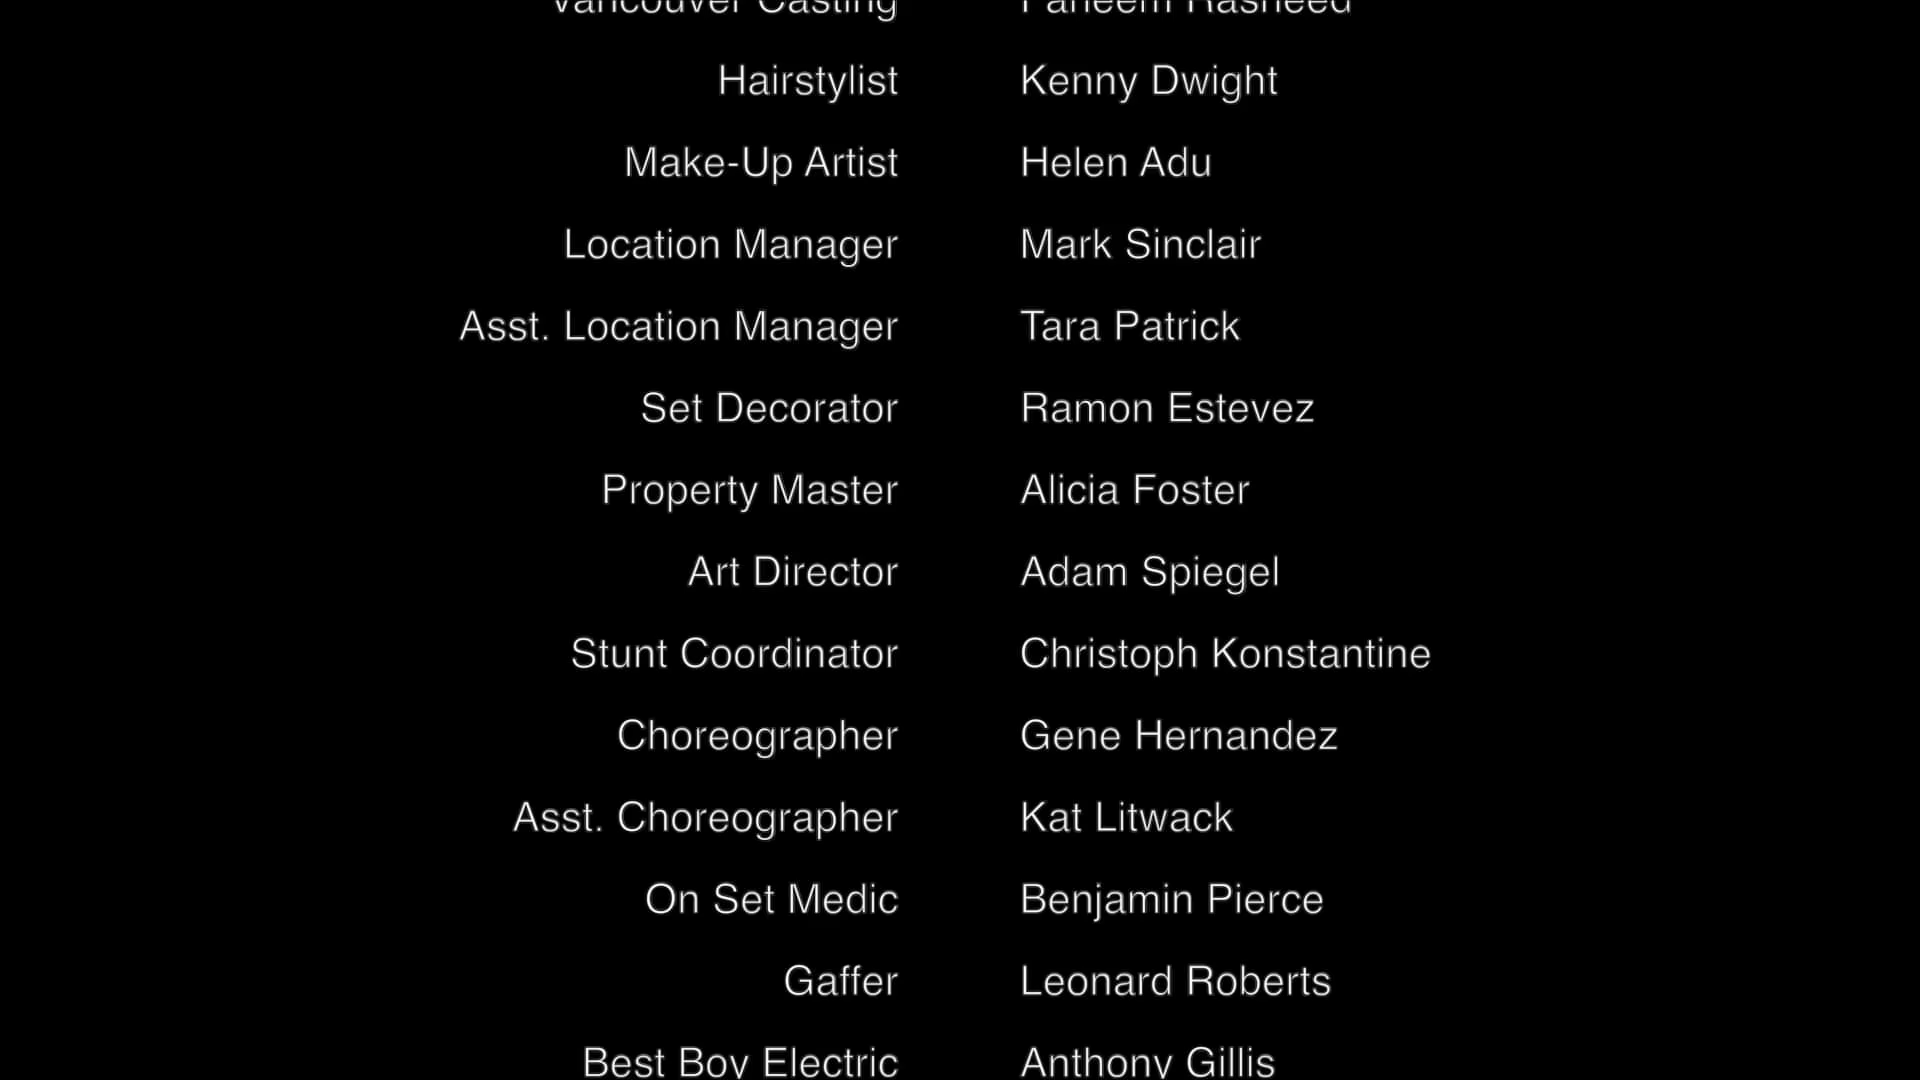 Vancouver Casting Faheem Rasheed
Hairstylist Kenny Dwight
Make-Up Artist Helen Adu
Location Manager Mark Sinclair
Asst. Location Manager Tara Patrick
Set Decorator Ramon Estevez
Property Master Alicia Foster
Art Director Adam Spiegel
Stunt Coordinator Christoph Konstantine
Choreographer Gene Hernandez
Asst. Choreographer Kat Litwack
On Set Medic Benjamin Pierce
Gaffer Leonard Roberts
Best Boy Electric Anthony Gillis